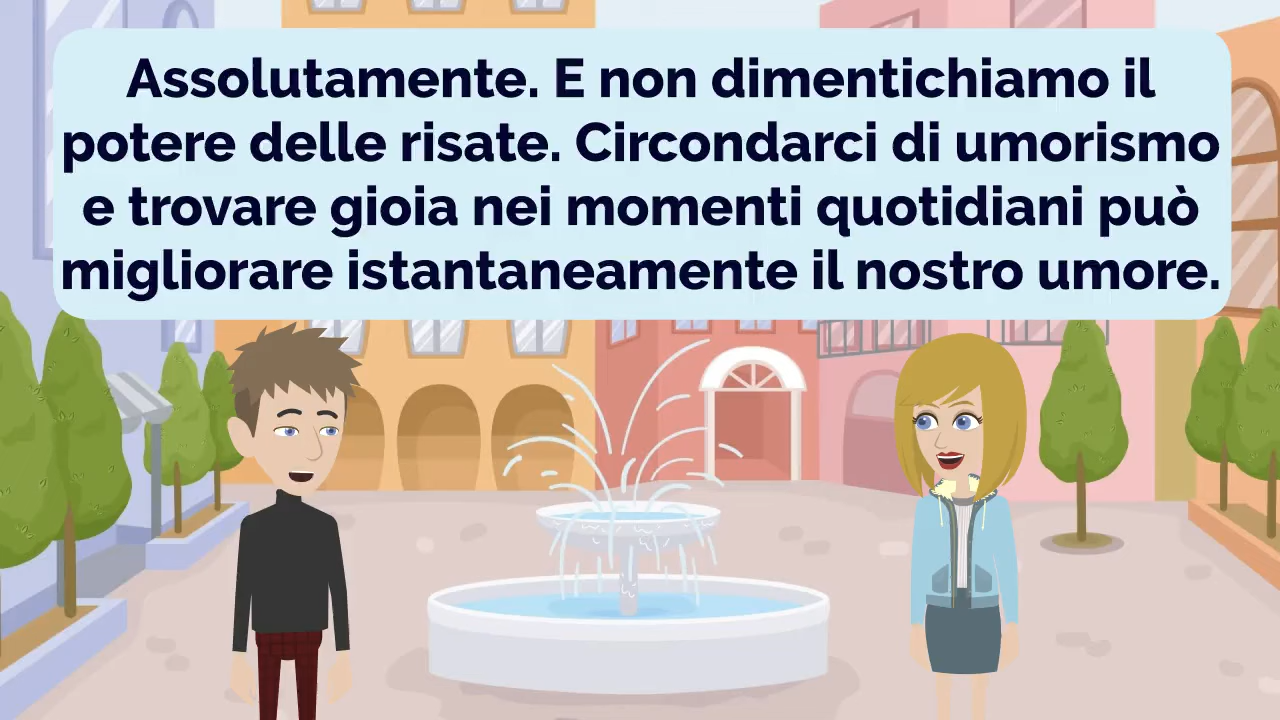 Assolutamente. E non dimentichiamo il
potere delle risate. Circondarci di umorismo
e trovare gioia nei momenti quotidiani può
migliorare istantaneamente il nostro umore.